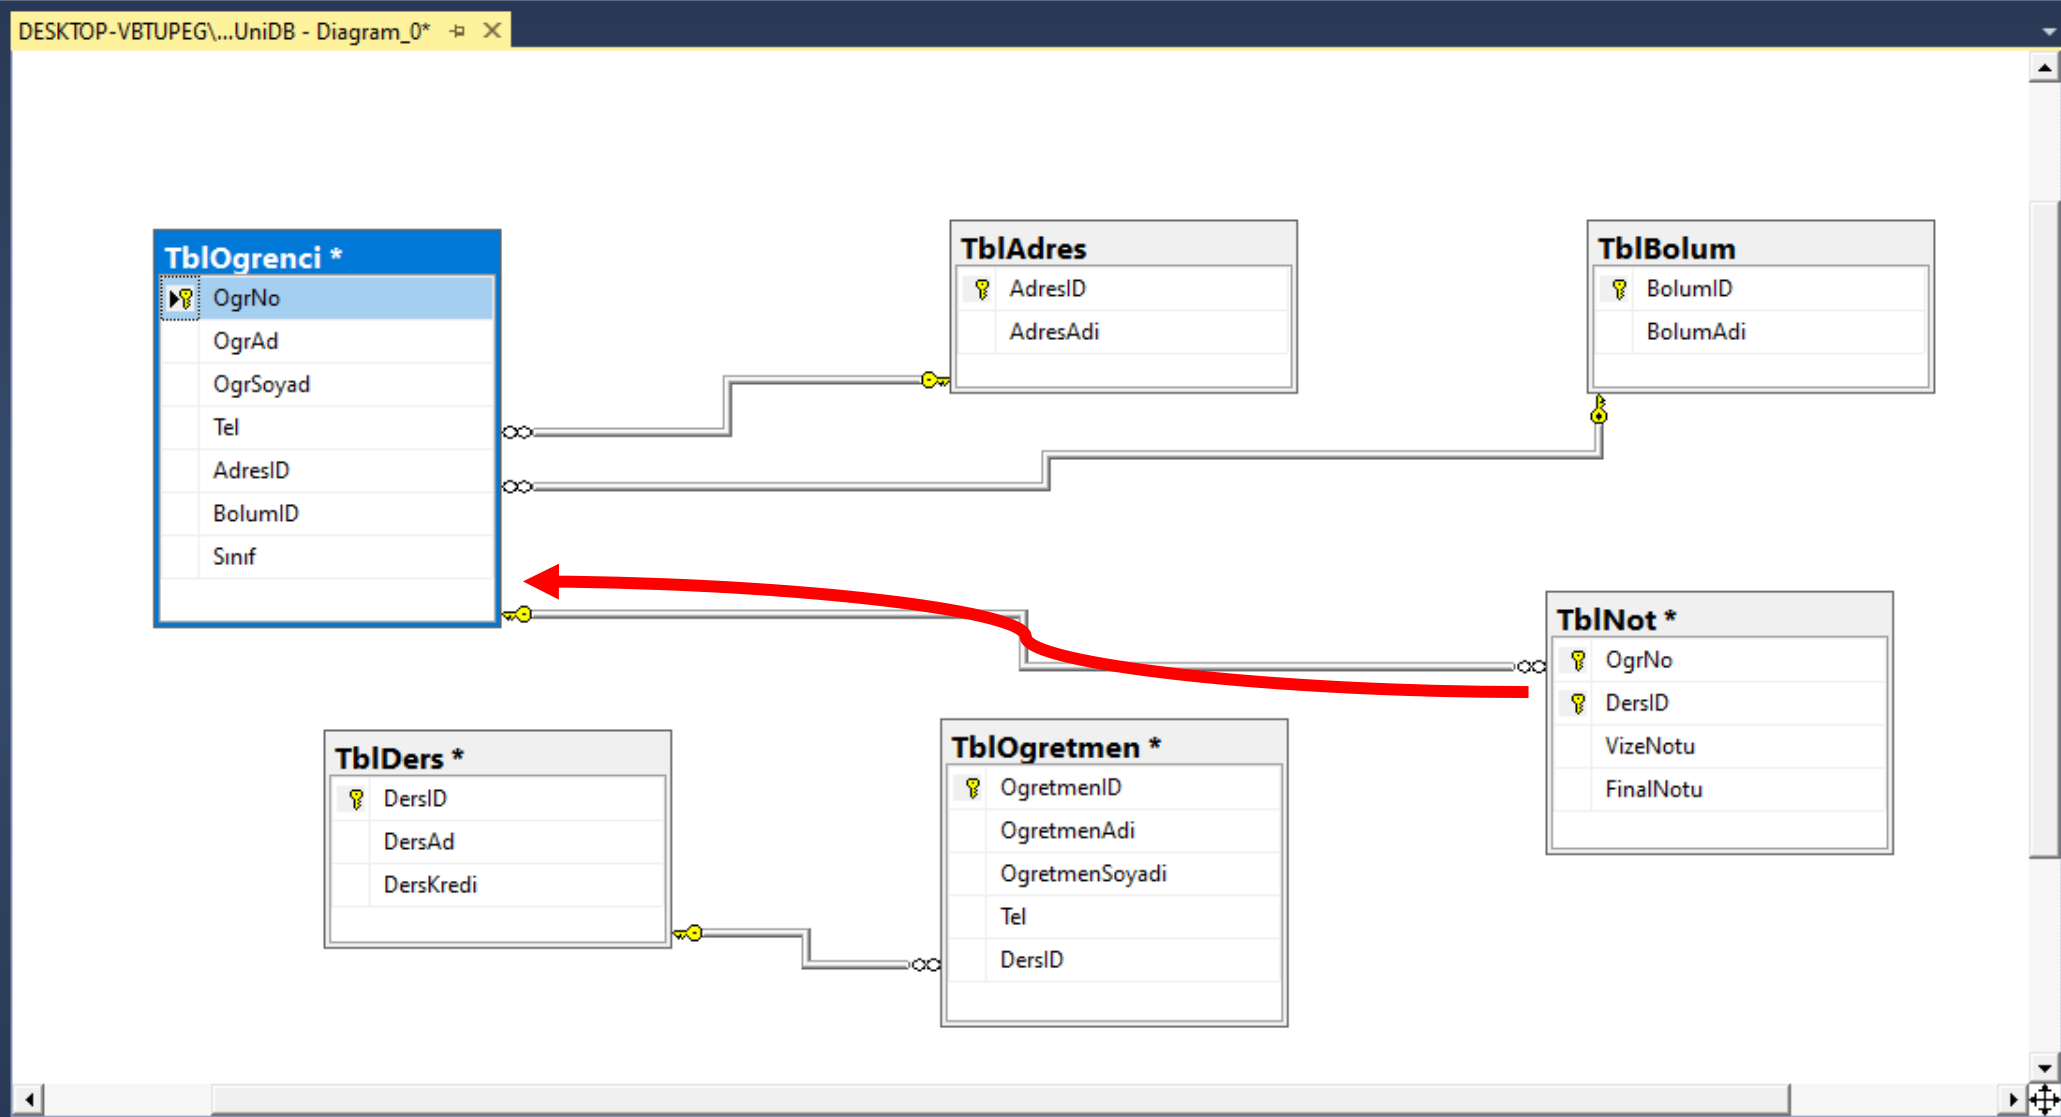 DESKTOP-VBTUPEG\...UniDB - Diagram_0*
TblOgrenci *
OgrNo
OgrAd
OgrSoyad
Tel
AdresID
BolumID
Sınıf
TblAdres
AdresID
AdresAdi
TblBolum
BolumID
BolumAdi
TblNot *
OgrNo
DersID
VizeNotu
FinalNotu
TblDers *
DersID
DersAd
DersKredi
TblOgretmen *
OgretmenID
OgretmenAdi
OgretmenSoyadi
Tel
DersID